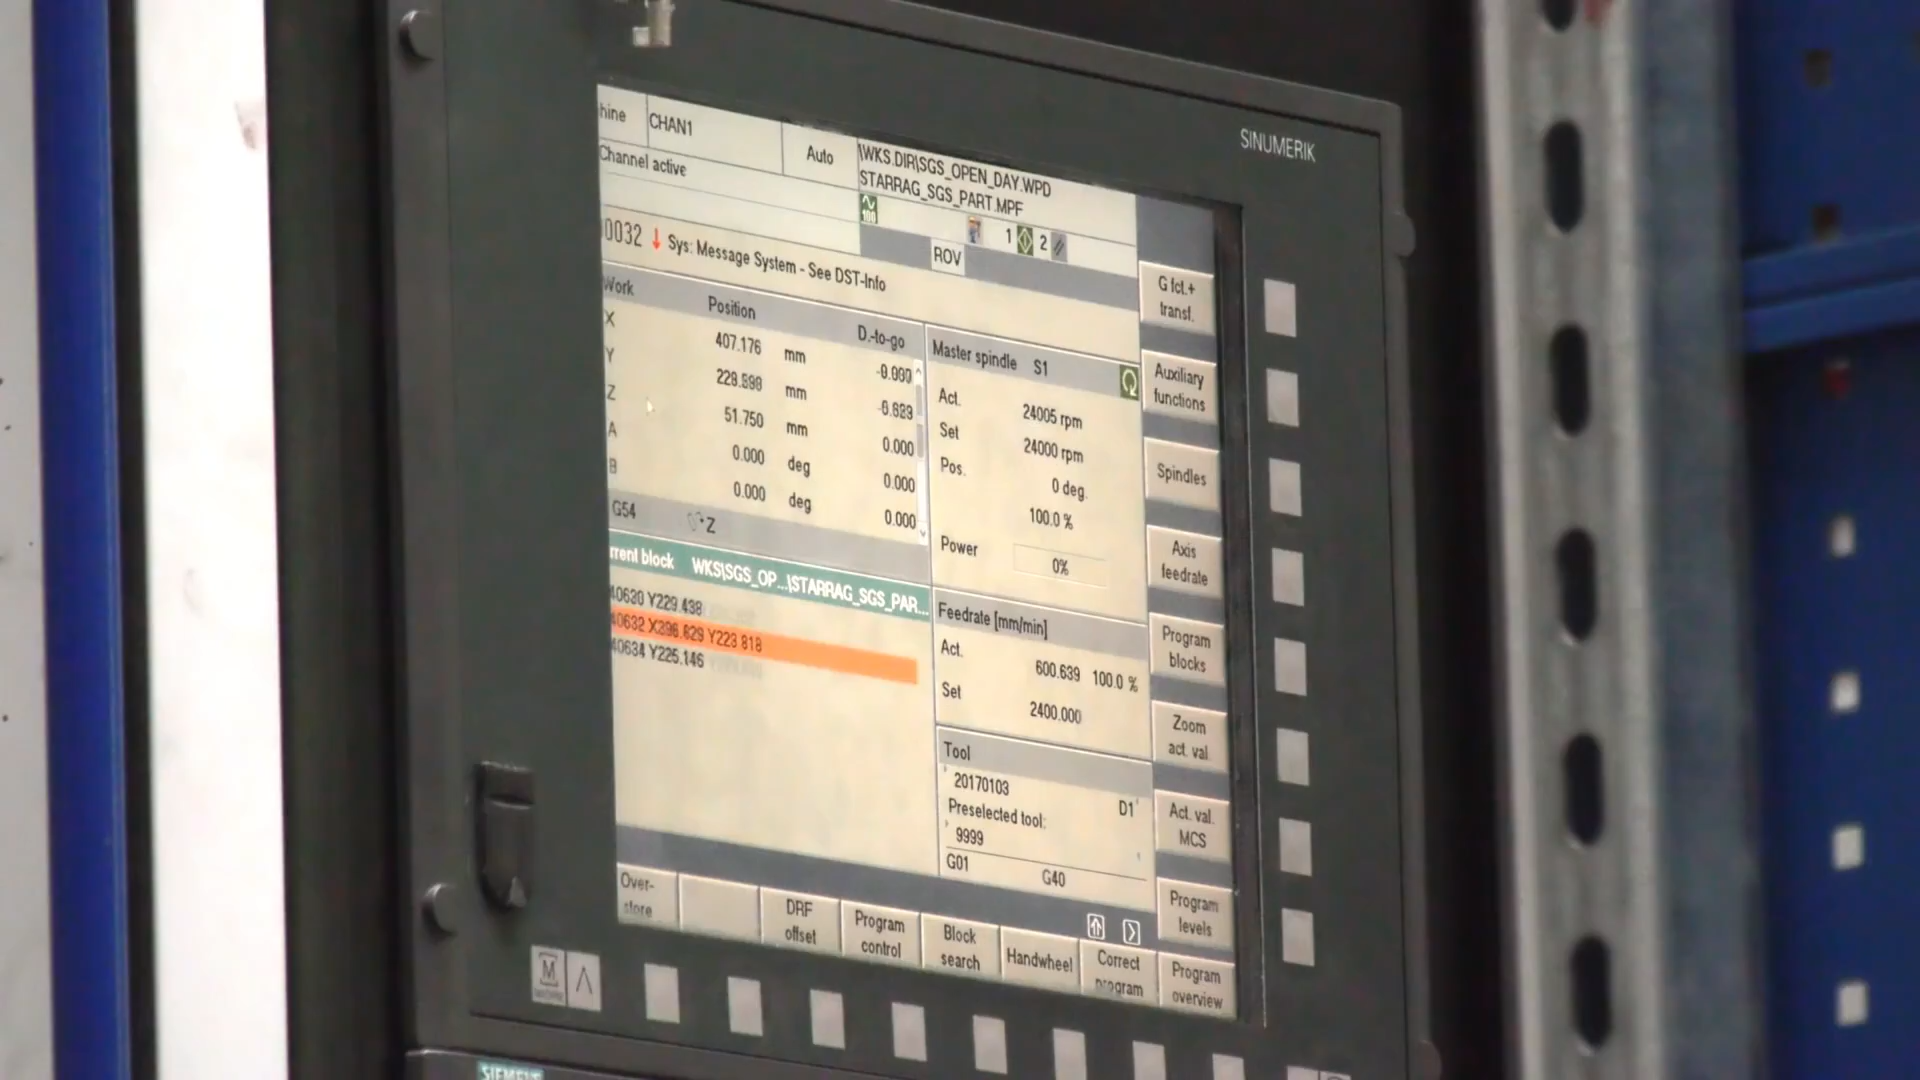 SINUMERIK
hine CHAN1 Auto \WKS.DIR\SGS_OPEN_DAY.WPD
STARRAG_SGS_PART.MPF
Channel active
100
1 2
ROV
0032 Sys: Message System - See DST-Info
Work Position D.-to-go
X 407.176 mm
Y mm
Z 51.750 mm 0.000
A 0.000 deg 0.000
B 0.000 deg 0.000
G54 Z
Master spindle S1
Act. 24005 rpm
Set 24000 rpm
Pos. 0 deg.
100.0 %
Power 0%
rrent block WKS\SGS_OP...\STARRAG_SGS_PAR...
40630 Y229.438
40632 Y223.818
40634 Y225.146
Feedrate [mm/min]
Act. 600.639 100.0 %
Set 2400.000
Tool
20170103
D1
Preselected tool:
9999
G01 G40
G fct.+
transf.
Auxiliary
functions
Spindles
Axis
feedrate
Program
blocks
Zoom
act. val.
Act. val.
MCS
Program
levels
Over-
store
DRF
offset
Program
control
Block
search
Handwheel
Correct
program
Program
overview
M
SIEMENS